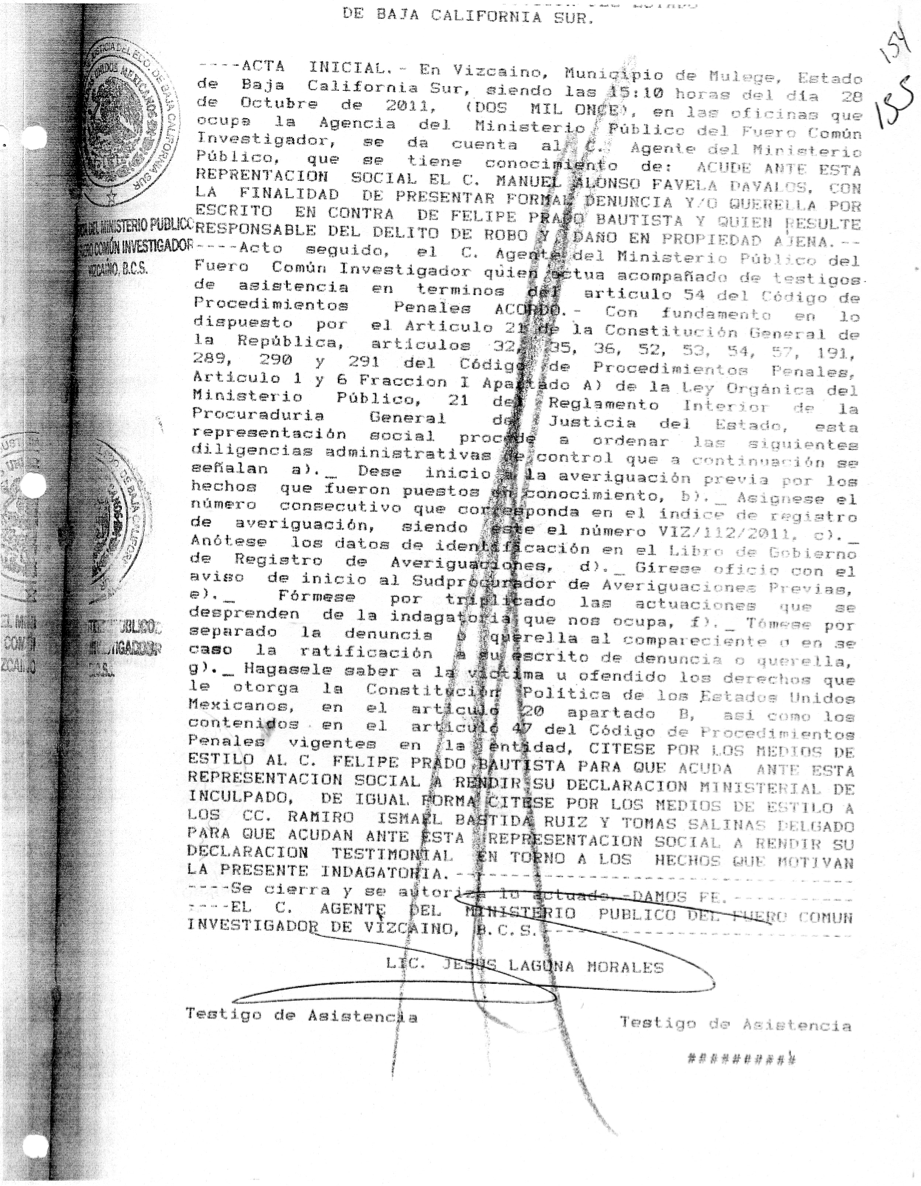 DE BAJA CALIFORNIA SUR.
154
155
----ACTA INICIAL.- En Vizcaino, Municipio de Mulege, Estado
de Baja California Sur, siendo las 15:10 horas del dia 28
de Octubre de 2011, (DOS MIL ONCE), en las oficinas que
ocupa la Agencia del Ministerio Público del Fuero Común
Investigador, se da cuenta al C. Agente del Ministerio
Público, que se tiene conocimiento de: ACUDE ANTE ESTA
REPRENTACION SOCIAL EL C. MANUEL ALONSO FAVELA DAVALOS, CON
LA FINALIDAD DE PRESENTAR FORMAL DENUNCIA Y/O QUERELLA POR
ESCRITO EN CONTRA DE FELIPE PRADO BAUTISTA Y QUIEN RESULTE
RESPONSABLE DEL DELITO DE ROBO Y DAÑO EN PROPIEDAD AJENA.--
----Acto seguido, el C. Agente del Ministerio Público del
Fuero Común Investigador quien actua acompañado de testigos
de asistencia en terminos del articulo 54 del Código de
Procedimientos Penales ACORDO.- Con fundamento en lo
dispuesto por el Articulo 21 de la Constitución General de
la República, articulos 32, 35, 36, 52, 53, 54, 57, 191,
289, 290 y 291 del Código de Procedimientos Penales,
Articulo 1 y 6 Fraccion I Apartado A) de la Ley Orgánica del
Ministerio Público, 21 del Reglamento Interior de la
Procuraduria General de Justicia del Estado, esta
representación social procede a ordenar las siguientes
diligencias administrativas de control que a continuación se
señalan a)._ Dese inicio a la averiguación previa por los
hechos que fueron puestos en conocimiento, b)._ Asignese el
número consecutivo que corresponda en el indice de registro
de averiguación, siendo este el número VIZ/112/2011, c)._
Anótese los datos de identificación en el Libro de Gobierno
de Registro de Averiguaciones, d)._ Girese oficio con el
aviso de inicio al Sudprocurador de Averiguaciones Previas,
e)._ Fórmese por triplicado las actuaciones que se
desprenden de la indagatoria que nos ocupa, f)._ Tómese por
separado la denuncia o querella al compareciente o en se
caso la ratificación a su escrito de denuncia o querella,
g)._ Hagasele saber a la victima u ofendido los derechos que
le otorga la Constitución Politica de los Estados Unidos
Mexicanos, en el articulo 20 apartado B, asi como los
contenidos en el articulo 47 del Código de Procedimientos
Penales vigentes en la entidad, CITESE POR LOS MEDIOS DE
ESTILO AL C. FELIPE PRADO BAUTISTA PARA QUE ACUDA ANTE ESTA
REPRESENTACION SOCIAL A RENDIR SU DECLARACION MINISTERIAL DE
INCULPADO, DE IGUAL FORMA CITESE POR LOS MEDIOS DE ESTILO A
LOS CC. RAMIRO ISMAEL BASTIDA RUIZ Y TOMAS SALINAS DELGADO
PARA QUE ACUDAN ANTE ESTA REPRESENTACION SOCIAL A RENDIR SU
DECLARACION TESTIMONIAL EN TORNO A LOS HECHOS QUE MOTIVAN
LA PRESENTE INDAGATORIA.---
----Se cierra y se autoriza lo actuado.-DAMOS FE.---
----EL C. AGENTE DEL MINISTERIO PUBLICO DEL FUERO COMUN
INVESTIGADOR DE VIZCAINO, B.C.S.---
LIC. JESUS LAGUNA MORALES
Testigo de Asistencia
Testigo de Asistencia
##########
DEL MINISTERIO PUBLICO
COMÚN INVESTIGADOR
VIZCAINO, B.C.S.